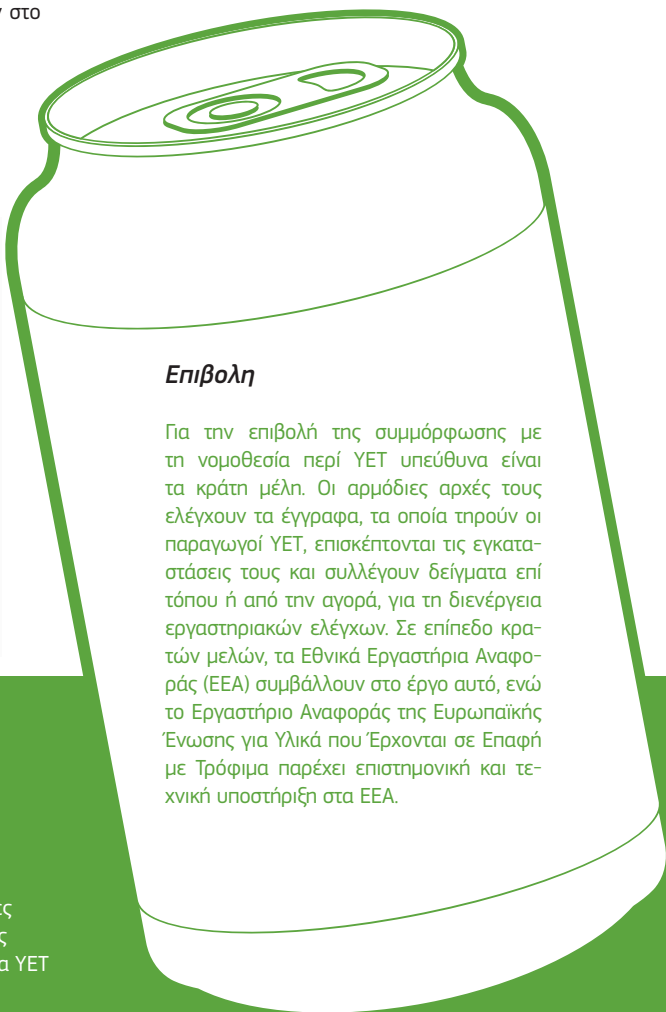 στο
Επιβολη
Για την επιβολή της συμμόρφωσης με
τη νομοθεσία περί ΥΕΤ υπεύθυνα είναι
τα κράτη μέλη. Οι αρμόδιες αρχές τους
ελέγχουν τα έγγραφα, τα οποία τηρούν οι
παραγωγοί ΥΕΤ, επισκέπτονται τις εγκατα-
στάσεις τους και συλλέγουν δείγματα επί
τόπου ή από την αγορά, για τη διενέργεια
εργαστηριακών ελέγχων. Σε επίπεδο κρα-
τών μελών, τα Εθνικά Εργαστήρια Αναφο-
ράς (ΕΕΑ) συμβάλλουν στο έργο αυτό, ενώ
το Εργαστήριο Αναφοράς της Ευρωπαϊκής
Ένωσης για Υλικά που Έρχονται σε Επαφή
με Τρόφιμα παρέχει επιστημονική και τε-
χνική υποστήριξη στα ΕΕΑ.
ΥΕΤ